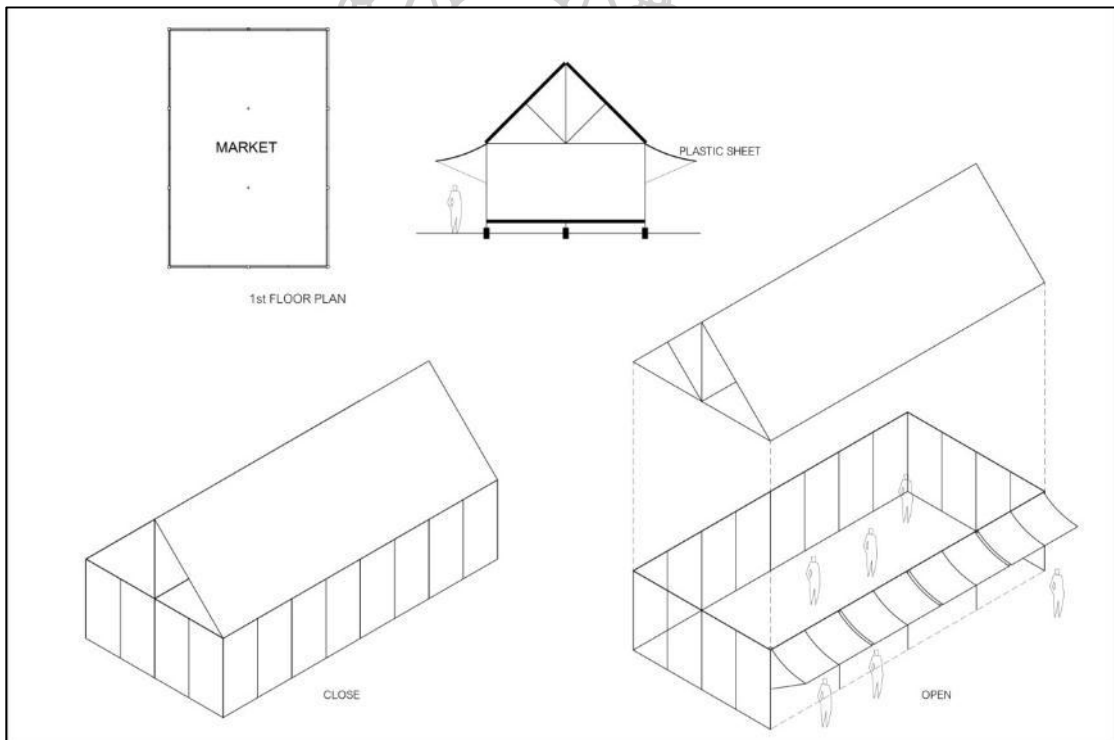 MARKET
PLASTIC SHEET
1st FLOOR PLAN
CLOSE
OPEN